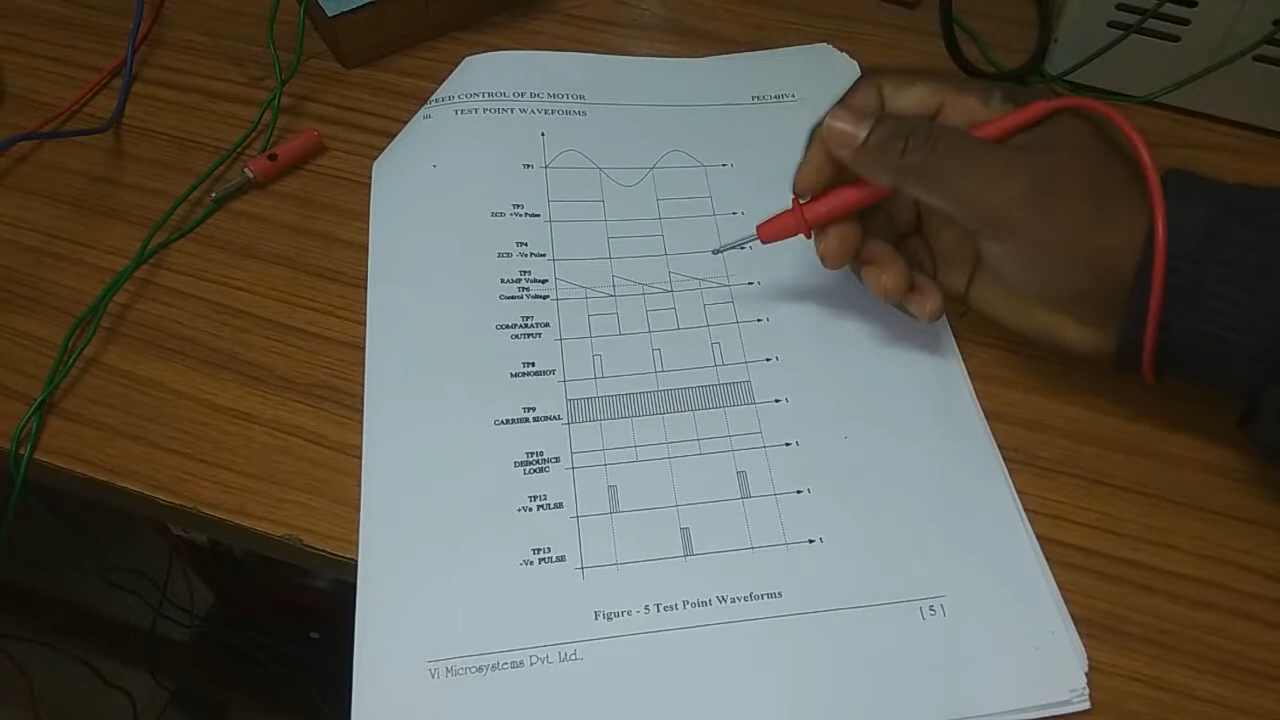 SPEED CONTROL OF DC MOTOR PEC14HV4
iii. TEST POINT WAVEFORMS
TP1
t
TP3
ZCD +Ve Pulse
t
TP4
ZCD -Ve Pulse
t
TP5
RAMP Voltage
TP6
Control Voltage
t
TP7
COMPARATOR
OUTPUT
t
TP8
MONOSHOT
t
TP9
CARRIER SIGNAL
t
TP10
DEBOUNCE
LOGIC
t
TP12
+Ve PULSE
t
TP13
-Ve PULSE
t
Figure - 5 Test Point Waveforms
Vi Microsystems Pvt. Ltd., [ 5 ]